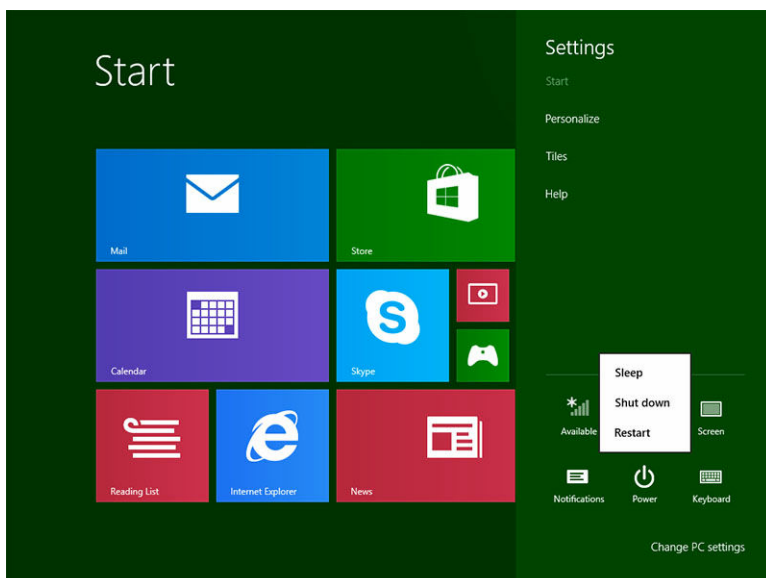 Start
Mail
Store
Calendar
Skype
Reading List
Internet Explorer
News
Settings
Start
Personalize
Tiles
Help
Sleep
Shut down
Restart
Available
Screen
Notifications
Power
Keyboard
Change PC settings